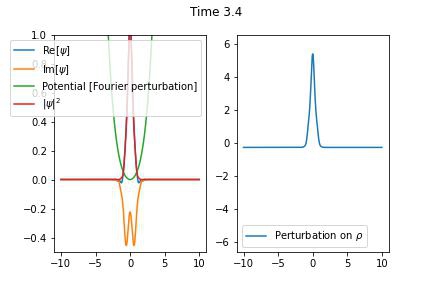 Time 3.4
Re[ψ]
Im[ψ]
Potential [Fourier perturbation]
|ψ|²
1.0
0.8
0.6
0.4
0.2
0.0
−0.2
−0.4
−10 −5 0 5 10
6
4
2
0
−2
−4
−6
Perturbation on ρ
−10 −5 0 5 10